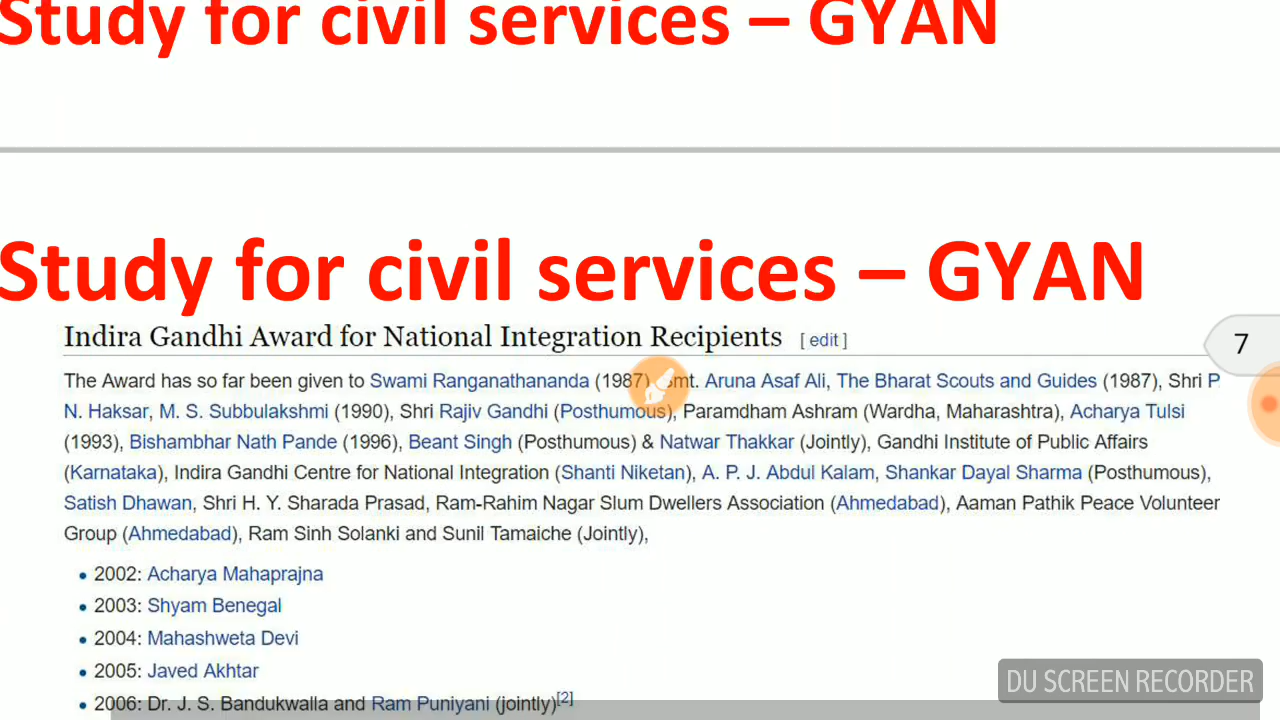 Study for civil services – GYAN
Study for civil services – GYAN
Indira Gandhi Award for National Integration Recipients [ edit ]
7
The Award has so far been given to Swami Ranganathananda (1987), Smt. Aruna Asaf Ali, The Bharat Scouts and Guides (1987), Shri P.
N. Haksar, M. S. Subbulakshmi (1990), Shri Rajiv Gandhi (Posthumous), Paramdham Ashram (Wardha, Maharashtra), Acharya Tulsi
(1993), Bishambhar Nath Pande (1996), Beant Singh (Posthumous) & Natwar Thakkar (Jointly), Gandhi Institute of Public Affairs
(Karnataka), Indira Gandhi Centre for National Integration (Shanti Niketan), A. P. J. Abdul Kalam, Shankar Dayal Sharma (Posthumous),
Satish Dhawan, Shri H. Y. Sharada Prasad, Ram-Rahim Nagar Slum Dwellers Association (Ahmedabad), Aaman Pathik Peace Volunteer
Group (Ahmedabad), Ram Sinh Solanki and Sunil Tamaiche (Jointly),
• 2002: Acharya Mahaprajna
• 2003: Shyam Benegal
• 2004: Mahashweta Devi
• 2005: Javed Akhtar
• 2006: Dr. J. S. Bandukwalla and Ram Puniyani (jointly)[2]
DU SCREEN RECORDER